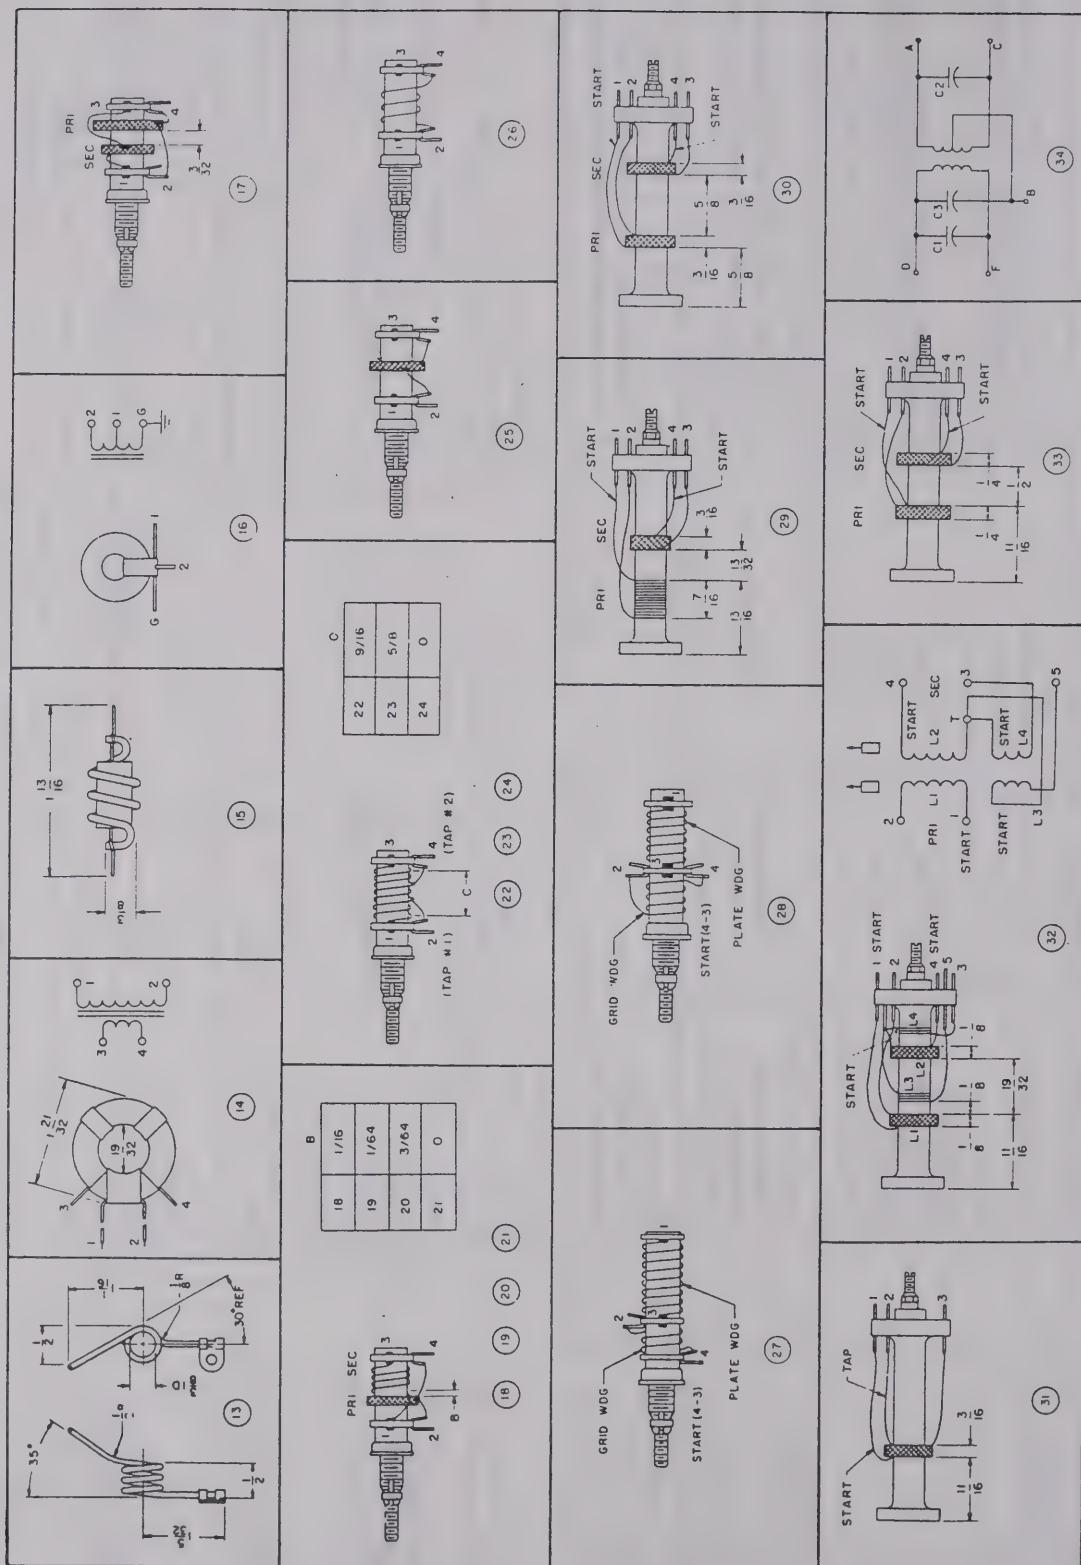 35°
1/2
1/2
1/8 R
30° REF
13
3
1
2
4
1 21/32
19/32
3
4
1
2
14
1 13/16
3/8
15
G
2
1
2
1
G
16
PRI
SEC
3
4
2
1
3/32
17
PRI SEC
3
4
2
1
B
18
19
20
21
B
18 1/16
19 1/64
20 3/64
21 0
3
4
(TAP #2)
2
(TAP #1)
C
22
23
24
C
22 9/16
23 5/8
24 0
3
4
2
25
3
4
2
26
GRID WDG
START (4-3)
PLATE WDG
2
3
1
4
27
GRID WDG
START (4-3)
PLATE WDG
2
3
1
4
28
PRI
SEC
START
1
2
4
3
START
3/16
13/32
7/16
13/16
29
PRI
SEC
START
1
2
4
3
START
5/8
3/16
3/16
5/8
30
START
TAP
1
2
3
3/16
11/16
31
START
1 START
2
4 START
5
3
L1
L3
L2
L4
1/8
1/8
1/8
19/32
11/16
2
PRI
L1
1
START
START
L3
4
START
L2
SEC
T
3
START
L4
5
32
PRI
SEC
START
1
2
4
3
START
1/4
1/2
1/4
11/16
33
D
C1
C3
F
B
A
C2
C
34